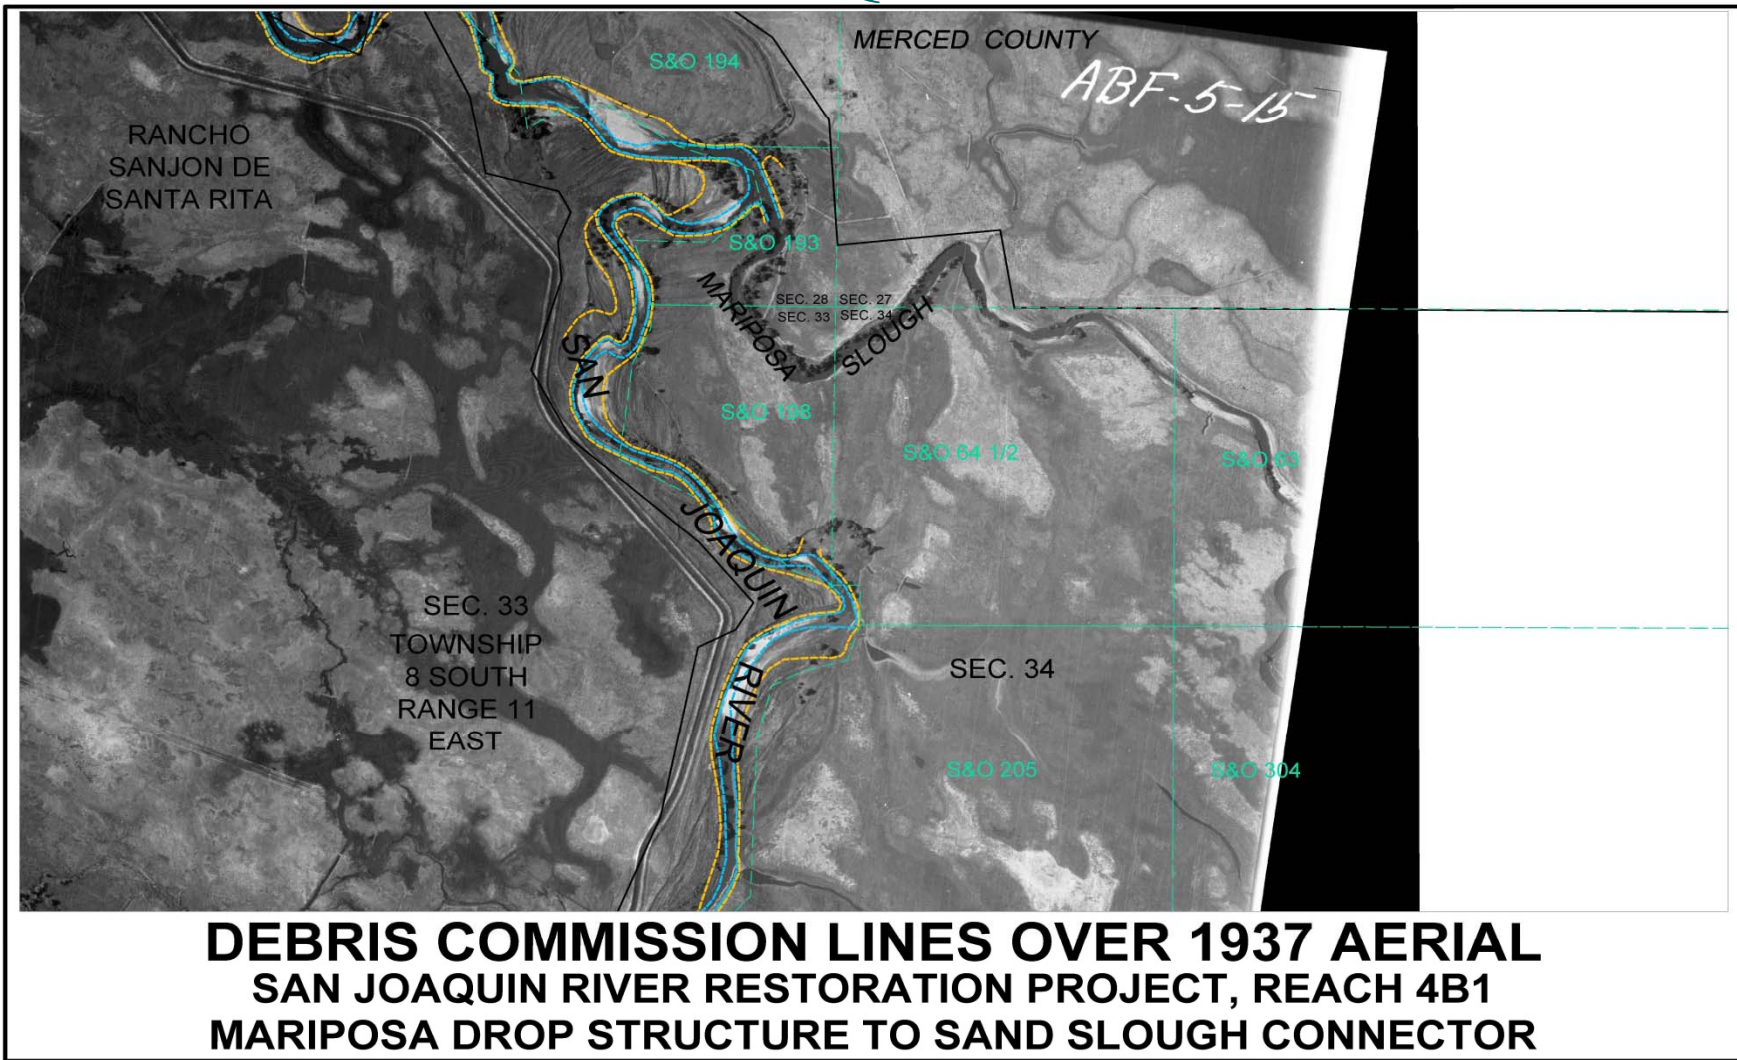 MERCED COUNTY
S&O 194
ABF-5-15
RANCHO
SANJON DE
SANTA RITA
S&O 193
MARIPOSA
SLOUGH
SEC. 28 SEC. 27
SEC. 33 SEC. 34
SAN
S&O 198
S&O 64 1/2
S&O 63
JOAQUIN
SEC. 33
TOWNSHIP
8 SOUTH
RANGE 11
EAST
SEC. 34
RIVER
S&O 205
S&O 304
DEBRIS COMMISSION LINES OVER 1937 AERIAL
SAN JOAQUIN RIVER RESTORATION PROJECT, REACH 4B1
MARIPOSA DROP STRUCTURE TO SAND SLOUGH CONNECTOR